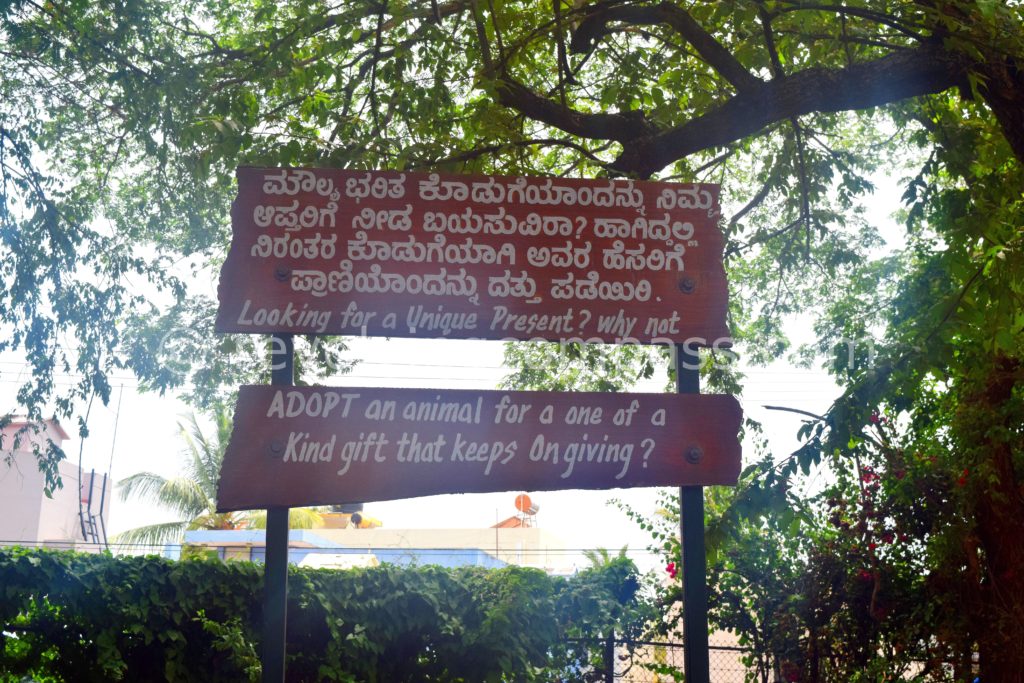 ಮೌಲ್ಯ ಭರಿತ ಕೊಡುಗೆಯೊಂದನ್ನು ನಿಮ್ಮ
ಆಪ್ತರಿಗೆ ನೀಡ ಬಯಸುವಿರಾ? ಹಾಗಿದ್ದಲ್ಲಿ
ನಿರಂತರ ಕೊಡುಗೆಯಾಗಿ ಅವರ ಹೆಸರಿಗೆ
ಪ್ರಾಣಿಯೊಂದನ್ನು ದತ್ತು ಪಡೆಯಿರಿ.
Looking for a Unique Present? why not
ADOPT an animal for a one of a
Kind gift that keeps On giving?